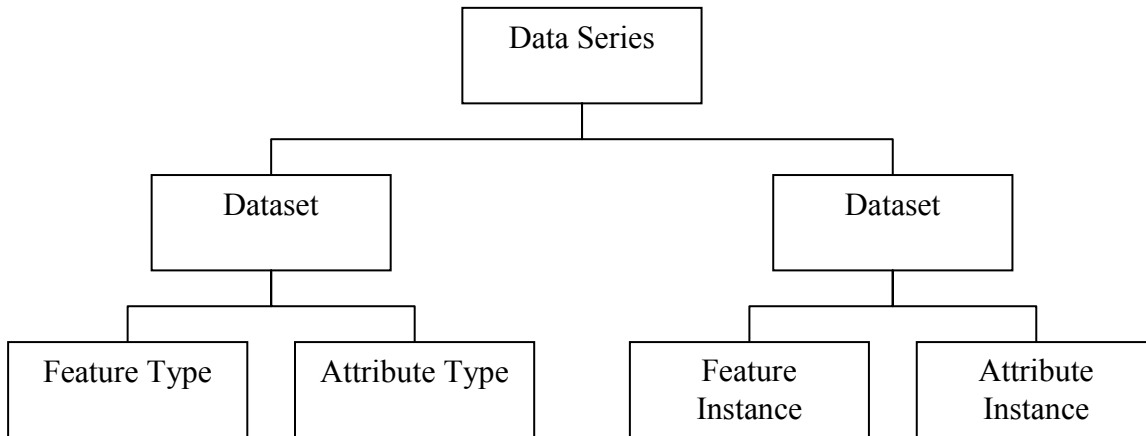 Data Series
Dataset
Dataset
Feature Type
Attribute Type
Feature
Instance
Attribute
Instance